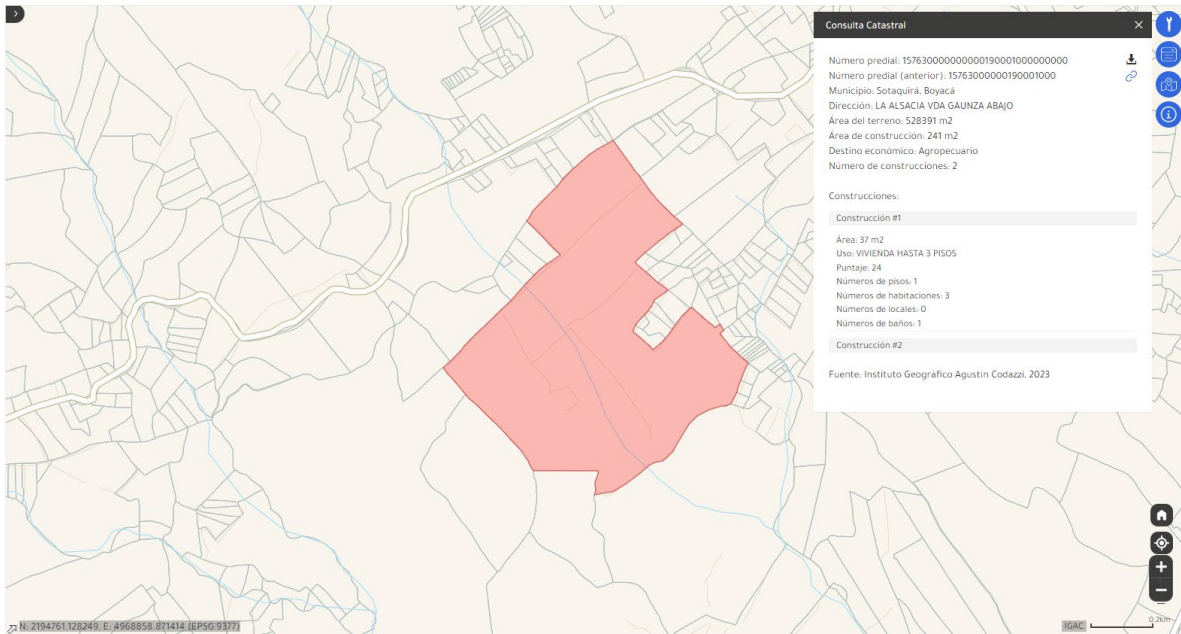 Consulta Catastral
Número predial: 157630000000000190001000000000
Número predial (anterior): 15763000000190001000
Municipio: Sotaquirá, Boyacá
Dirección: LA ALSACIA VDA GAUNZA ABAJO
Área del terreno: 528391 m2
Área de construcción: 241 m2
Destino económico: Agropecuario
Número de construcciones: 2
Construcciones:
Construcción #1
Área: 37 m2
Uso: VIVIENDA HASTA 3 PISOS
Puntaje: 24
Números de pisos: 1
Números de habitaciones: 3
Números de locales: 0
Números de baños: 1
Construcción #2
Fuente: Instituto Geográfico Agustin Codazzi, 2023
N: 2194761.128249, E: 4968858.871414 (EPSG:9377)
IGAC
0.2km